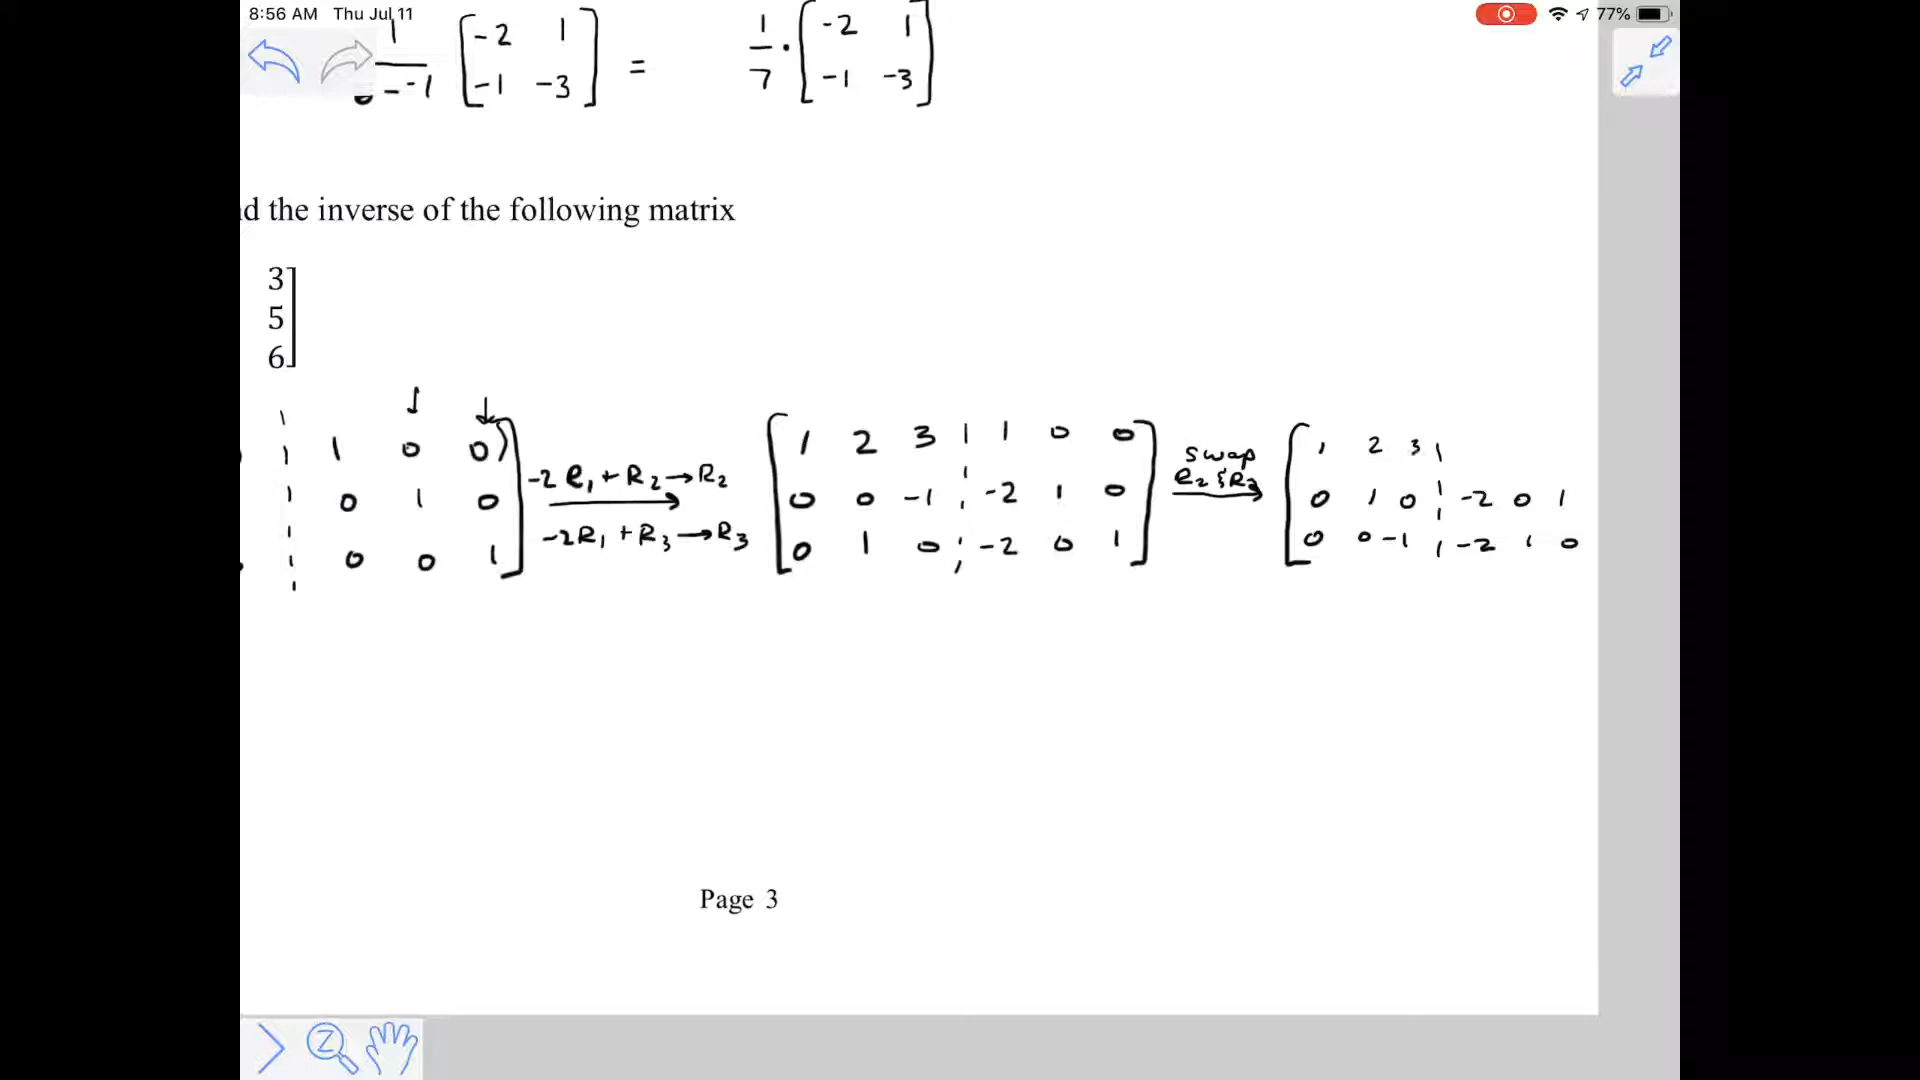 8:56 AM Thu Jul 11 77%
1 [-2 1 = 1 · [-2 1
- -1 -1 -3] 7 -1 -3]
d the inverse of the following matrix
3]
5
6]
1 0 0
0 1 0
0 0 1
-2R₁+R₂→R₂
-2R₁+R₃→R₃
1 2 3 | 1 0 0
0 0 -1 | -2 1 0
0 1 0 | -2 0 1
swap
R₂ & R₃
1 2 3 |
0 1 0 | -2 0 1
0 0 -1 | -2 1 0
Page 3
Z